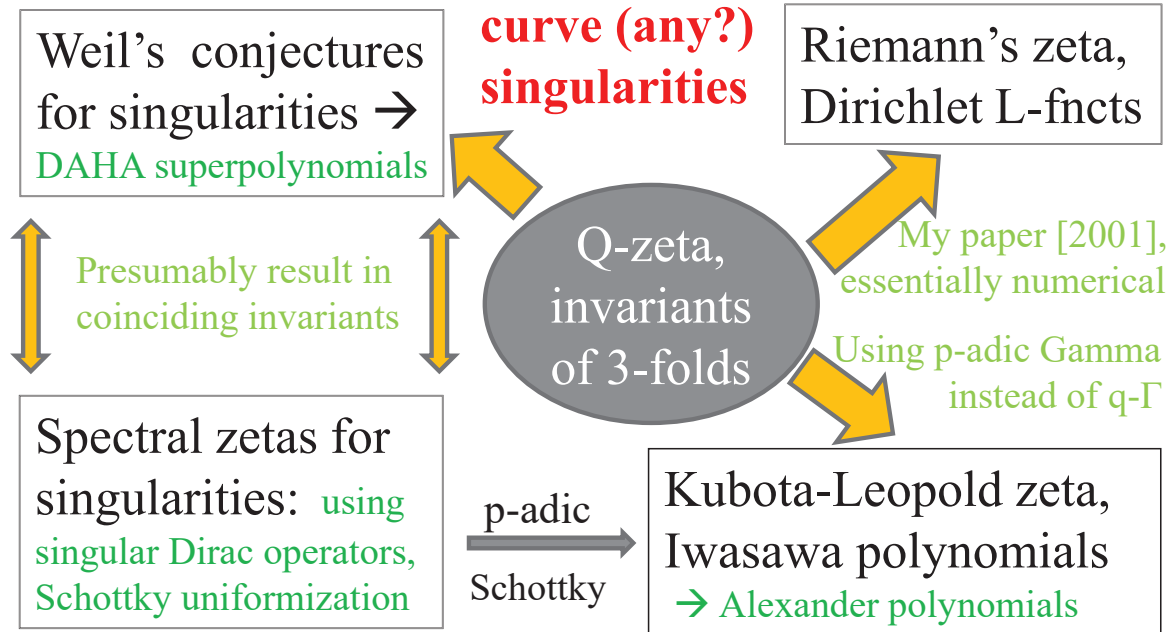 Weil's  conjectures
for singularities →
DAHA superpolynomials
curve (any?)
singularities
Riemann's zeta,
Dirichlet L-fncts
Presumably result in
coinciding invariants
Q-zeta,
invariants
of 3-folds
My paper [2001],
essentially numerical
Using p-adic Gamma
instead of q-Γ
Spectral zetas for
singularities: using
singular Dirac operators,
Schottky uniformization
p-adic
Schottky
Kubota-Leopold zeta,
Iwasawa polynomials
→ Alexander polynomials